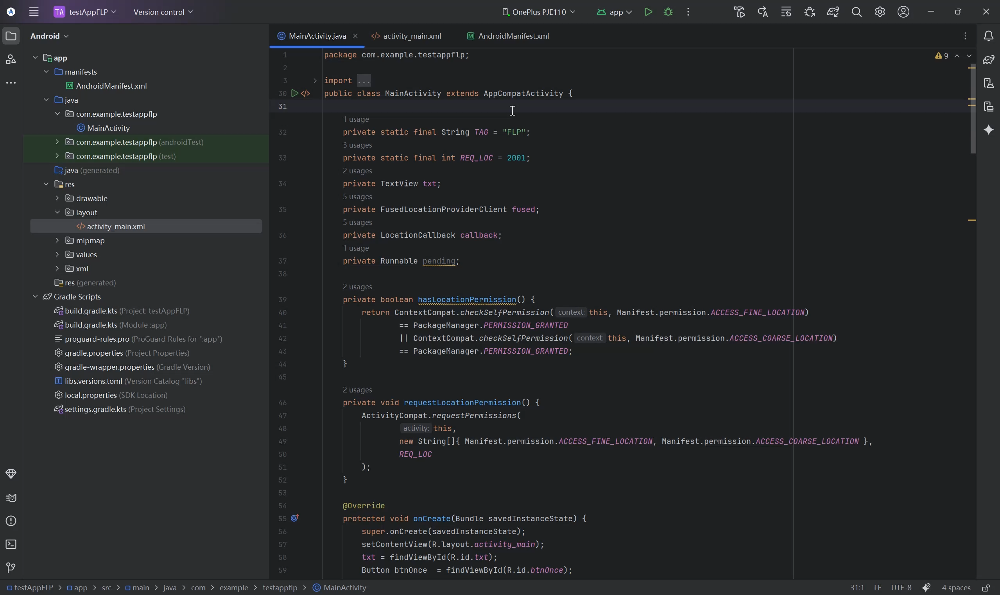 TA testAppFLP Version control OnePlus PJE110 app
Android
app
manifests
AndroidManifest.xml
java
com.example.testappflp
MainActivity
com.example.testappflp (androidTest)
com.example.testappflp (test)
java (generated)
res
drawable
layout
activity_main.xml
mipmap
values
xml
res (generated)
Gradle Scripts
build.gradle.kts (Project: testAppFLP)
build.gradle.kts (Module :app)
proguard-rules.pro (ProGuard Rules for ":app")
gradle.properties (Project Properties)
gradle-wrapper.properties (Gradle Version)
libs.versions.toml (Version Catalog "libs")
local.properties (SDK Location)
settings.gradle.kts (Project Settings)
MainActivity.java activity_main.xml AndroidManifest.xml
9
1 package com.example.testappflp;
2
3 import ...
30 public class MainActivity extends AppCompatActivity {
31
1 usage
32 private static final String TAG = "FLP";
3 usages
33 private static final int REQ_LOC = 2001;
2 usages
34 private TextView txt;
5 usages
35 private FusedLocationProviderClient fused;
5 usages
36 private LocationCallback callback;
1 usage
37 private Runnable pending;
38
2 usages
39 private boolean hasLocationPermission() {
40 return ContextCompat.checkSelfPermission( context: this, Manifest.permission.ACCESS_FINE_LOCATION)
41 == PackageManager.PERMISSION_GRANTED
42 || ContextCompat.checkSelfPermission( context: this, Manifest.permission.ACCESS_COARSE_LOCATION)
43 == PackageManager.PERMISSION_GRANTED;
44 }
45
2 usages
46 private void requestLocationPermission() {
47 ActivityCompat.requestPermissions(
48 activity: this,
49 new String[]{ Manifest.permission.ACCESS_FINE_LOCATION, Manifest.permission.ACCESS_COARSE_LOCATION },
50 REQ_LOC
51 );
52 }
53
54 @Override
55 protected void onCreate(Bundle savedInstanceState) {
56 super.onCreate(savedInstanceState);
57 setContentView(R.layout.activity_main);
58 txt = findViewById(R.id.txt);
59 Button btnOnce = findViewById(R.id.btnOnce);
testAppFLP > app > src > main > java > com > example > testappflp > MainActivity 31:1 LF UTF-8 4 spaces